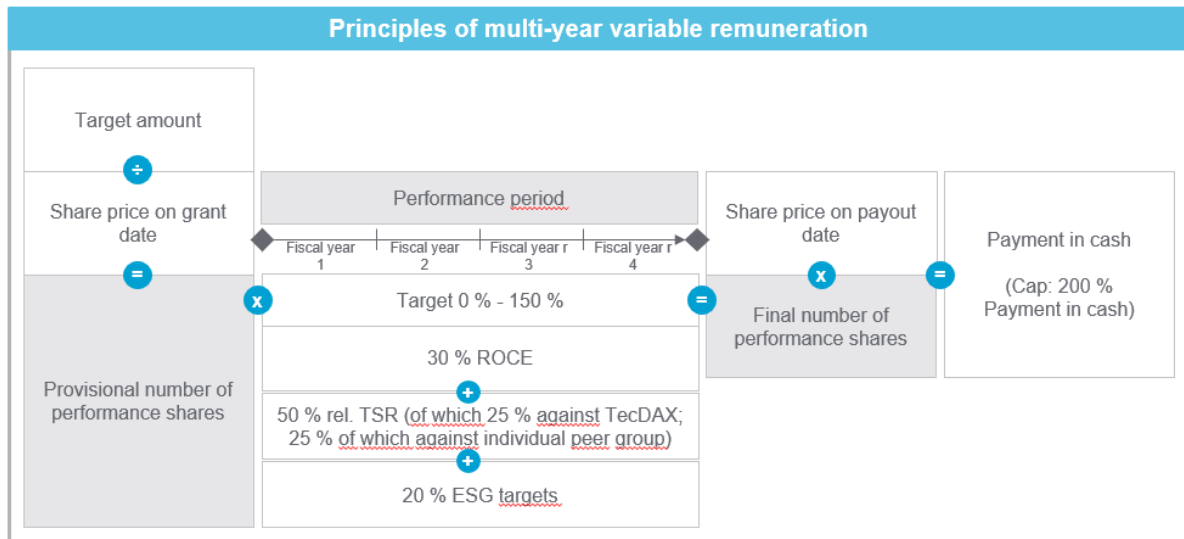 Principles of multi-year variable remuneration
Target amount
÷
Share price on grant
date
=
Provisional number of
performance shares
x
Performance period
Fiscal year
1
Fiscal year
2
Fiscal year r
3
Fiscal year r
4
Target 0 % - 150 %
30 % ROCE
+
50 % rel. TSR (of which 25 % against TecDAX;
25 % of which against individual peer group)
+
20 % ESG targets
=
Share price on payout
date
x
Final number of
performance shares
=
Payment in cash
(Cap: 200 %
Payment in cash)